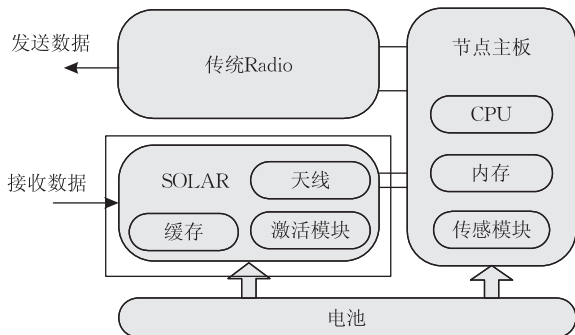 发送数据
传统Radio
节点主板
CPU
接收数据
SOLAR
天线
内存
缓存
激活模块
传感模块
电池